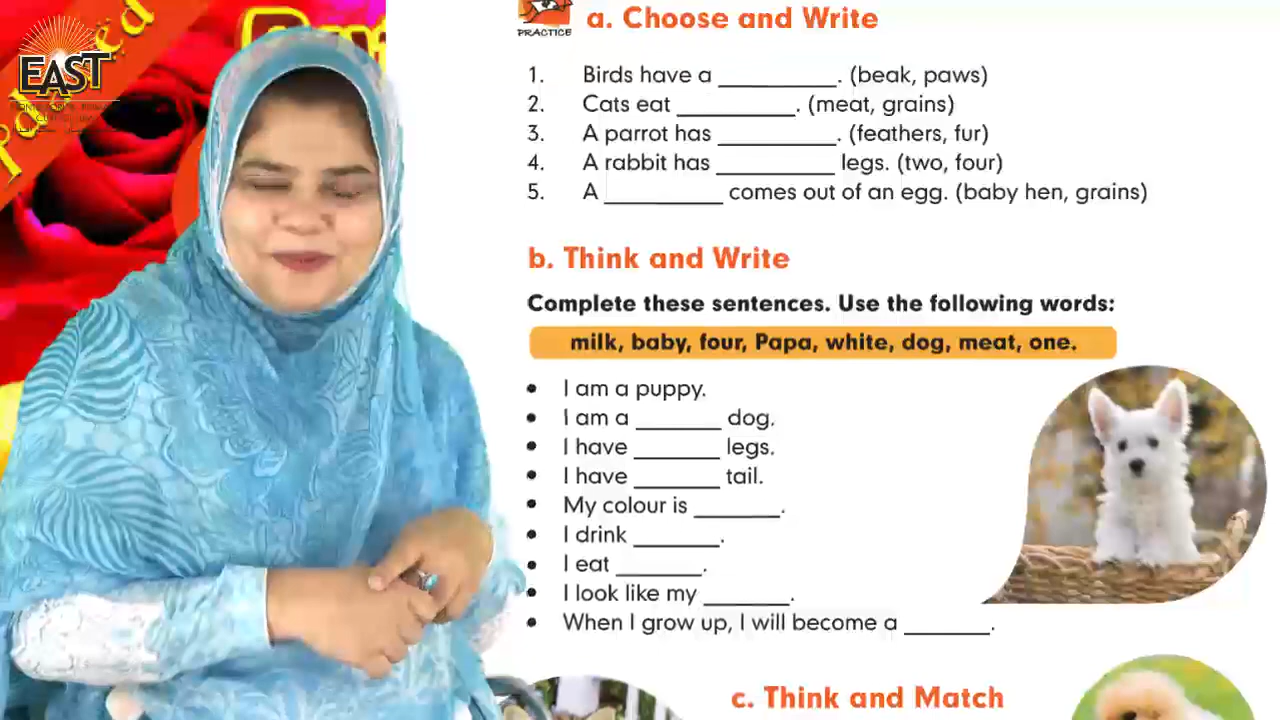 EAST
PRACTICE
a. Choose and Write
1. Birds have a __________. (beak, paws)
2. Cats eat __________. (meat, grains)
3. A parrot has __________. (feathers, fur)
4. A rabbit has __________ legs. (two, four)
5. A __________ comes out of an egg. (baby hen, grains)
b. Think and Write
Complete these sentences. Use the following words:
milk, baby, four, Papa, white, dog, meat, one.
• I am a puppy.
• I am a _______ dog.
• I have _______ legs.
• I have _______ tail.
• My colour is _______.
• I drink _______.
• I eat _______.
• I look like my _______.
• When I grow up, I will become a _______.
c. Think and Match